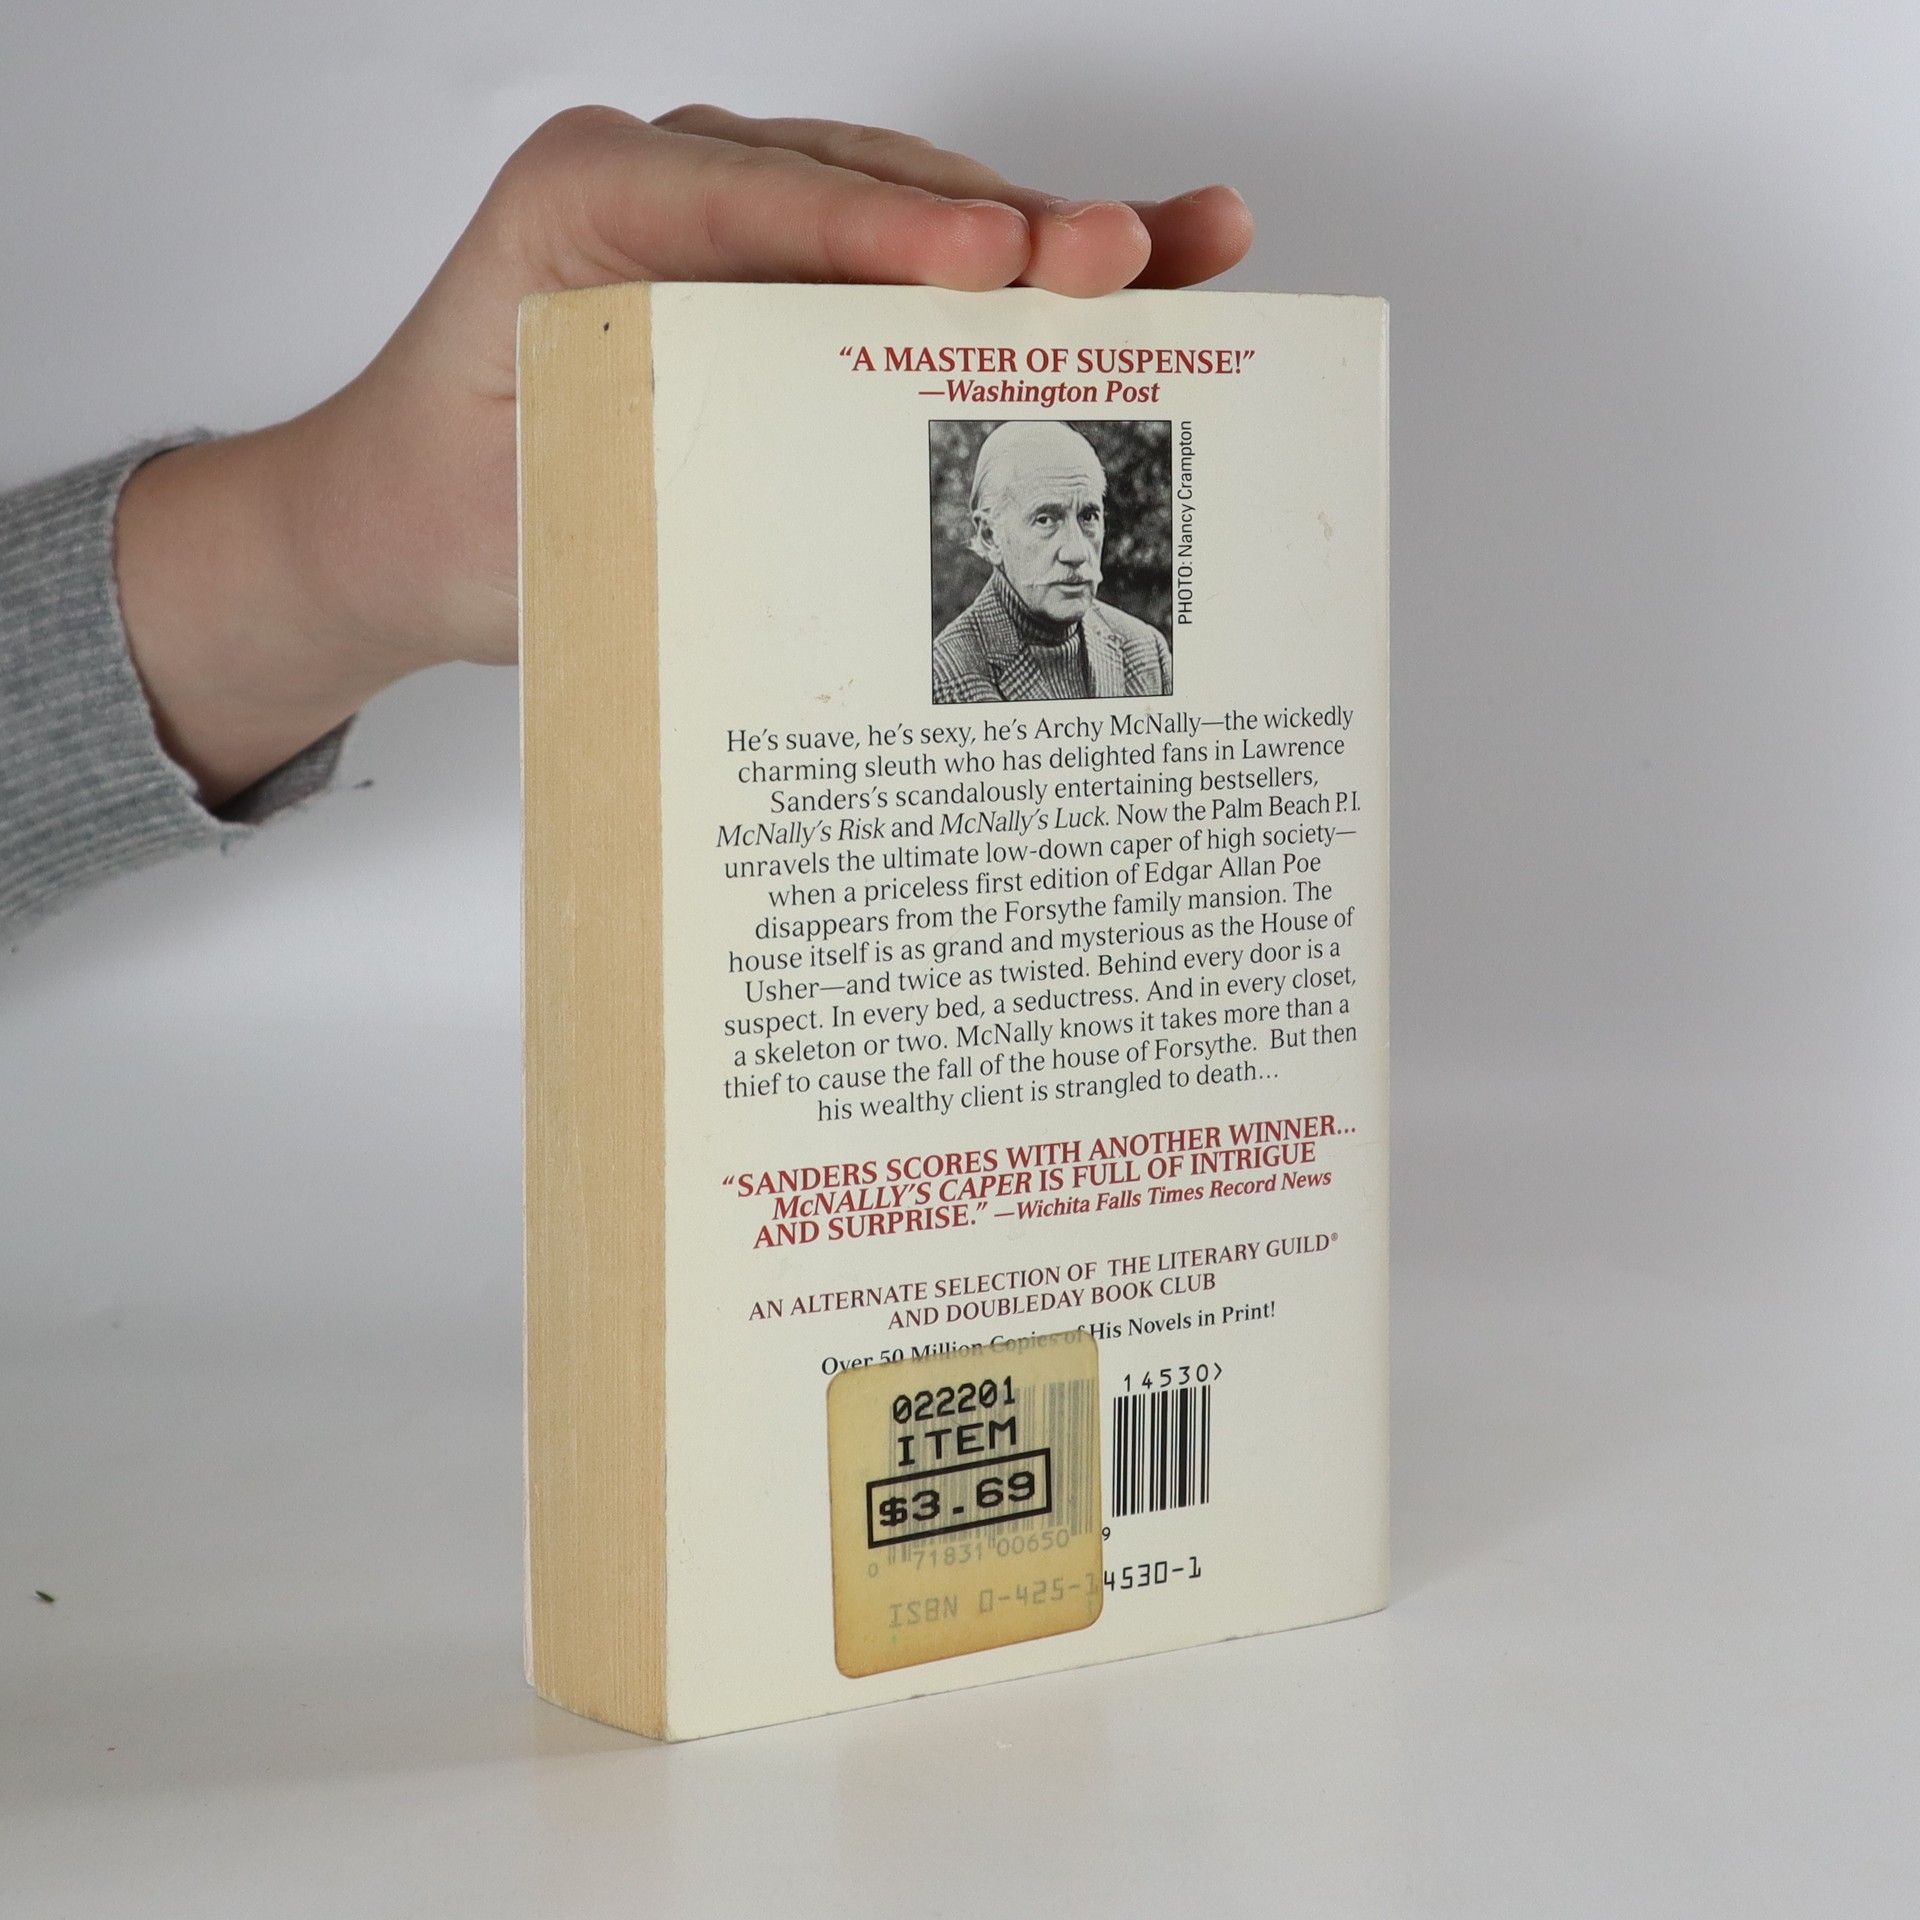 “A MASTER OF SUSPENSE!”
—Washington Post
PHOTO: Nancy Crampton
He’s suave, he’s sexy, he’s Archy McNally—the wickedly
charming sleuth who has delighted fans in Lawrence
Sanders’s scandalously entertaining bestsellers,
McNally’s Risk and McNally’s Luck. Now the Palm Beach P.I.
unravels the ultimate low-down caper of high society—
when a priceless first edition of Edgar Allan Poe
disappears from the Forsythe family mansion. The
house itself is as grand and mysterious as the House of
Usher—and twice as twisted. Behind every door is a
suspect. In every bed, a seductress. And in every closet,
a skeleton or two. McNally knows it takes more than a
thief to cause the fall of the house of Forsythe. But then
his wealthy client is strangled to death...
“SANDERS SCORES WITH ANOTHER WINNER...
McNALLY’S CAPER IS FULL OF INTRIGUE
AND SURPRISE.” —Wichita Falls Times Record News
AN ALTERNATE SELECTION OF THE LITERARY GUILD®
AND DOUBLEDAY BOOK CLUB
Over 50 Million Copies of His Novels in Print!
022201
ITEM
$3.69
14530>
0 71831 00650 9
ISBN 0-425-14530-1